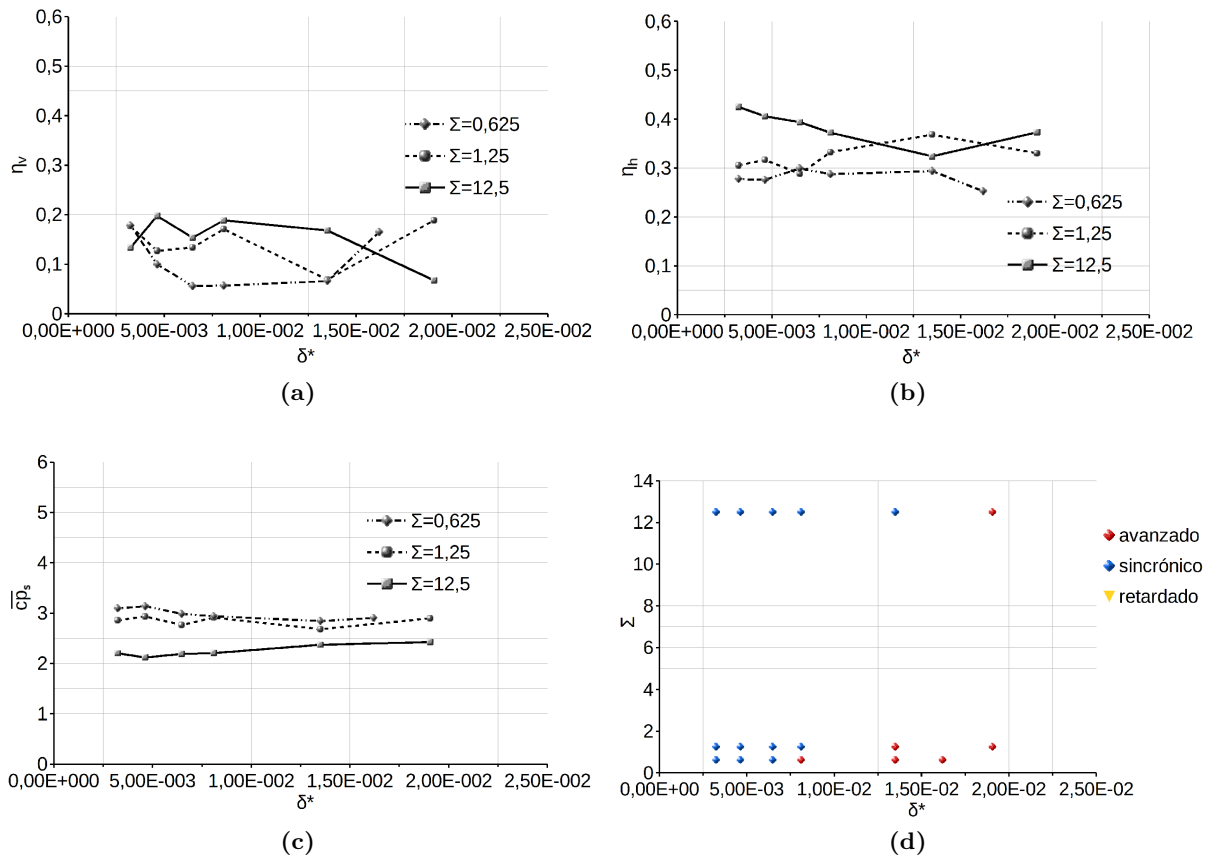 0,6
0,5
0,4
0,3
0,2
0,1
0
ηv
Σ=0,625
Σ=1,25
Σ=12,5
0,00E+000 5,00E-003 1,00E-002 1,50E-002 2,00E-002 2,50E-002
δ*
(a)
0,6
0,5
0,4
0,3
0,2
0,1
0
ηh
Σ=0,625
Σ=1,25
Σ=12,5
0,00E+000 5,00E-003 1,00E-002 1,50E-002 2,00E-002 2,50E-002
δ*
(b)
6
5
4
3
2
1
0
cps
Σ=0,625
Σ=1,25
Σ=12,5
0,00E+000 5,00E-003 1,00E-002 1,50E-002 2,00E-002 2,50E-002
δ*
(c)
14
12
10
8
6
4
2
0
Σ
avanzado
sincrónico
retardado
0,00E+00 5,00E-03 1,00E-02 1,50E-02 2,00E-02 2,50E-02
δ*
(d)